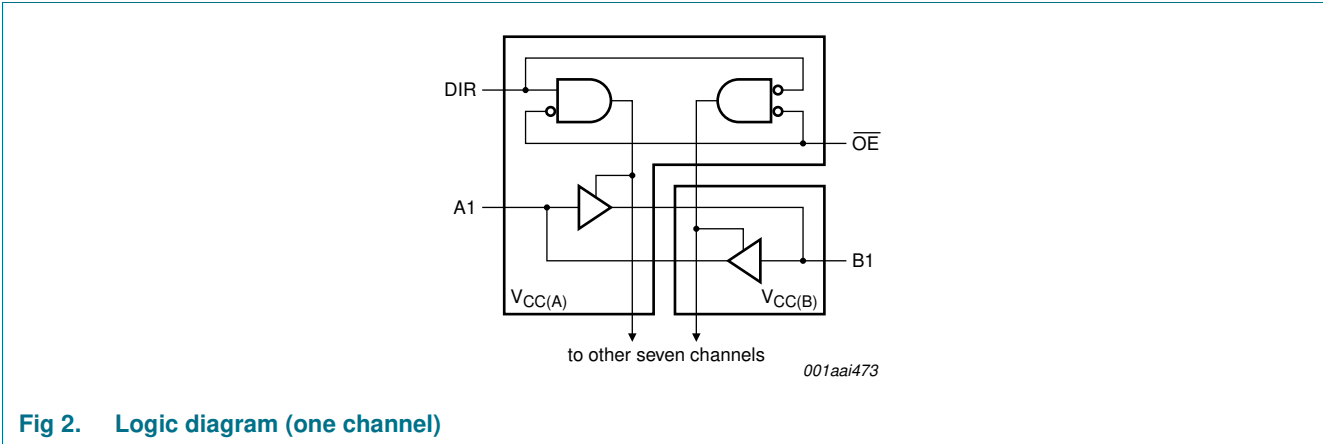 DIR
OE
A1
B1
VCC(A)
VCC(B)
to other seven channels
001aai473
Fig 2. Logic diagram (one channel)